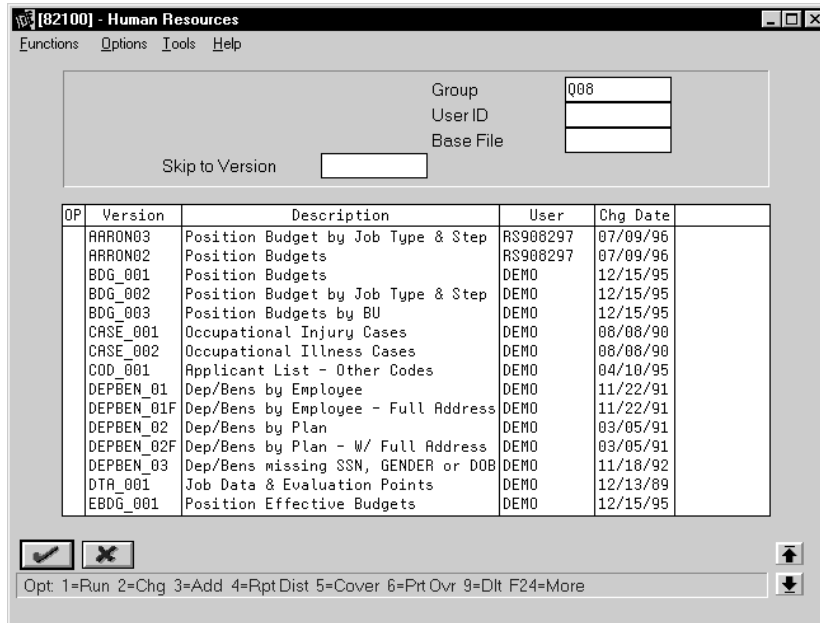 [82100] - Human Resources
Functions Options Tools Help
Group Q08
User ID
Base File
Skip to Version
OP Version Description User Chg Date
AARON03 Position Budget by Job Type & Step RS908297 07/09/96
ARRON02 Position Budgets RS908297 07/09/96
BDG_001 Position Budgets DEMO 12/15/95
BDG_002 Position Budget by Job Type & Step DEMO 12/15/95
BDG_003 Position Budgets by BU DEMO 12/15/95
CASE_001 Occupational Injury Cases DEMO 08/08/90
CASE_002 Occupational Illness Cases DEMO 08/08/90
COD_001 Applicant List - Other Codes DEMO 04/10/95
DEPBEN_01 Dep/Bens by Employee DEMO 11/22/91
DEPBEN_01F Dep/Bens by Employee - Full Address DEMO 11/22/91
DEPBEN_02 Dep/Bens by Plan DEMO 03/05/91
DEPBEN_02F Dep/Bens by Plan - W/ Full Address DEMO 03/05/91
DEPBEN_03 Dep/Bens missing SSN, GENDER or DOB DEMO 11/18/92
DTA_001 Job Data & Evaluation Points DEMO 12/13/89
EBDG_001 Position Effective Budgets DEMO 12/15/95
Opt: 1=Run 2=Chg 3=Add 4=Rpt Dist 5=Cover 6=Prt Ovr 9=Dlt F24=More